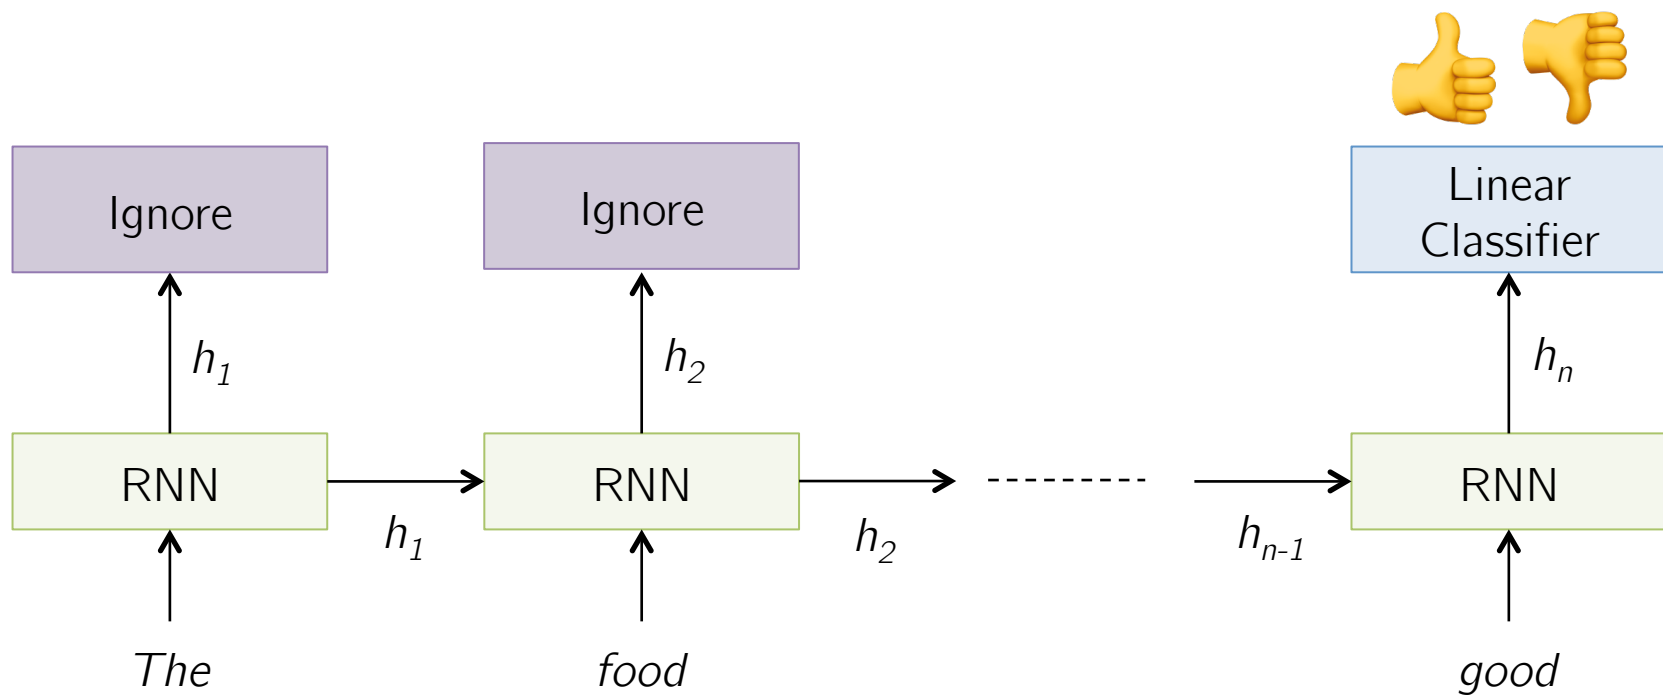 Ignore
Ignore
Linear
Classifier
h₁
h₂
hₙ
RNN
RNN
RNN
h₁
h₂
hₙ₋₁
The
food
good